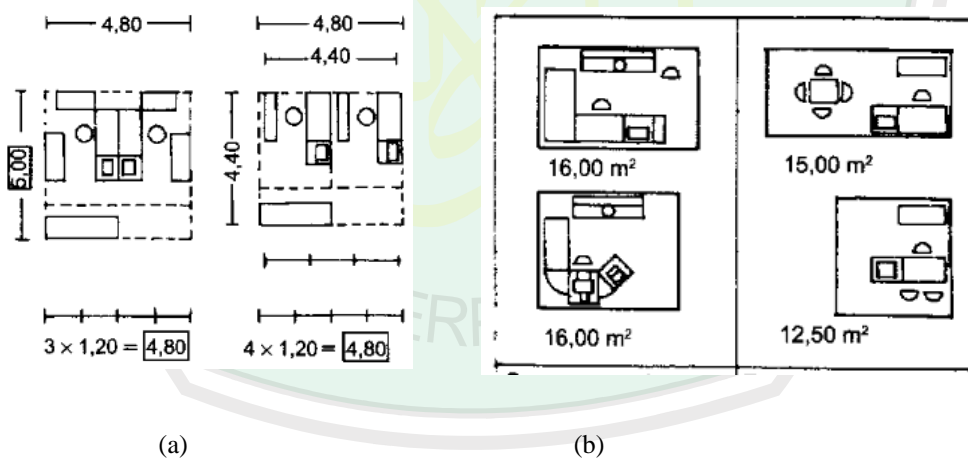 4,80
4,80
4,40
5,00
4,40
3 × 1,20 = 4,80
4 × 1,20 = 4,80
16,00 m²
15,00 m²
16,00 m²
12,50 m²
(a)
(b)